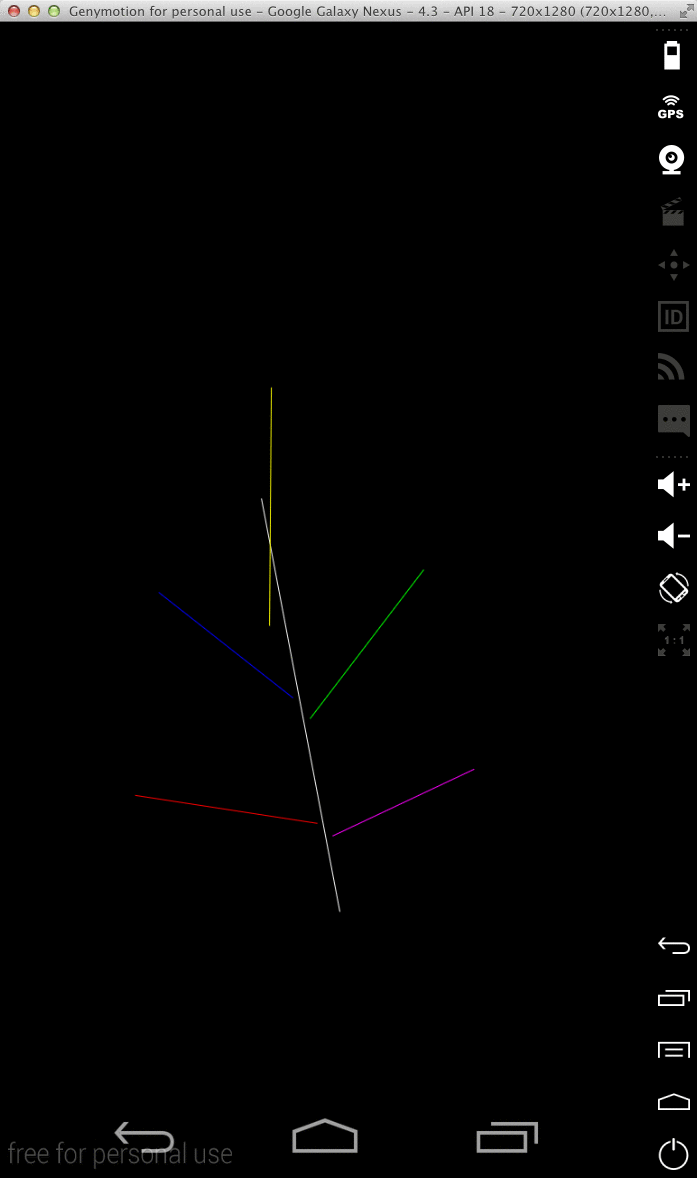 Genymotion for personal use – Google Galaxy Nexus – 4.3 – API 18 – 720x1280 (720x1280,...
GPS
ID
1:1
free for personal use